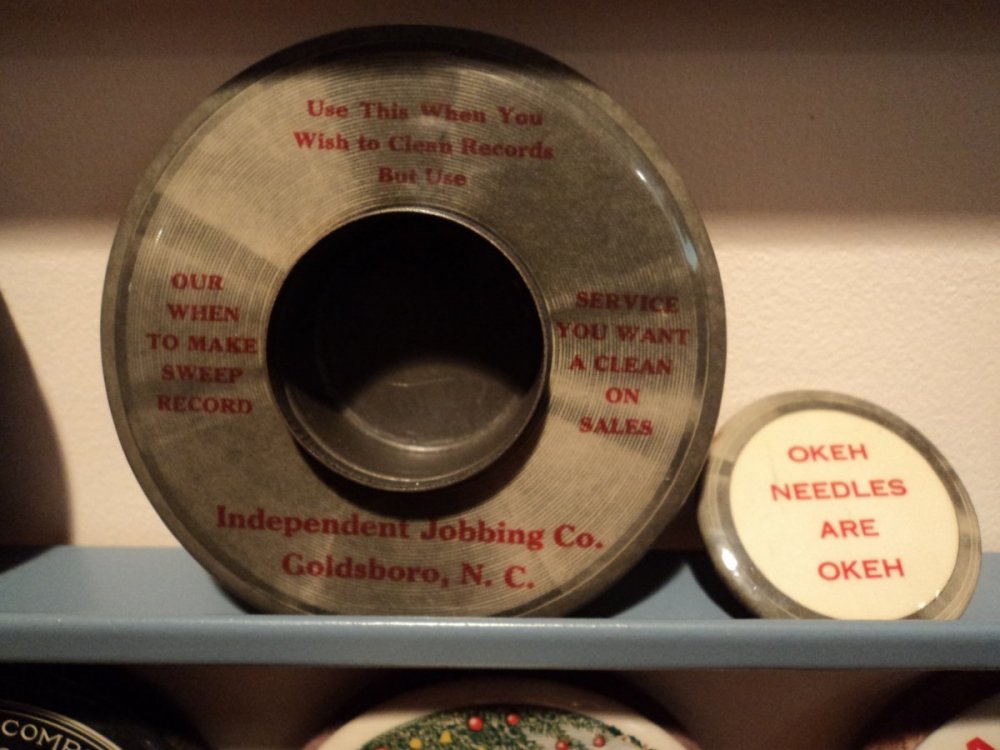 Use This When You
Wish to Clean Records
But Use
OUR SERVICE
WHEN YOU WANT
TO MAKE A CLEAN
SWEEP ON
RECORD SALES
Independent Jobbing Co.
Goldsboro, N. C.
OKEH
NEEDLES
ARE
OKEH